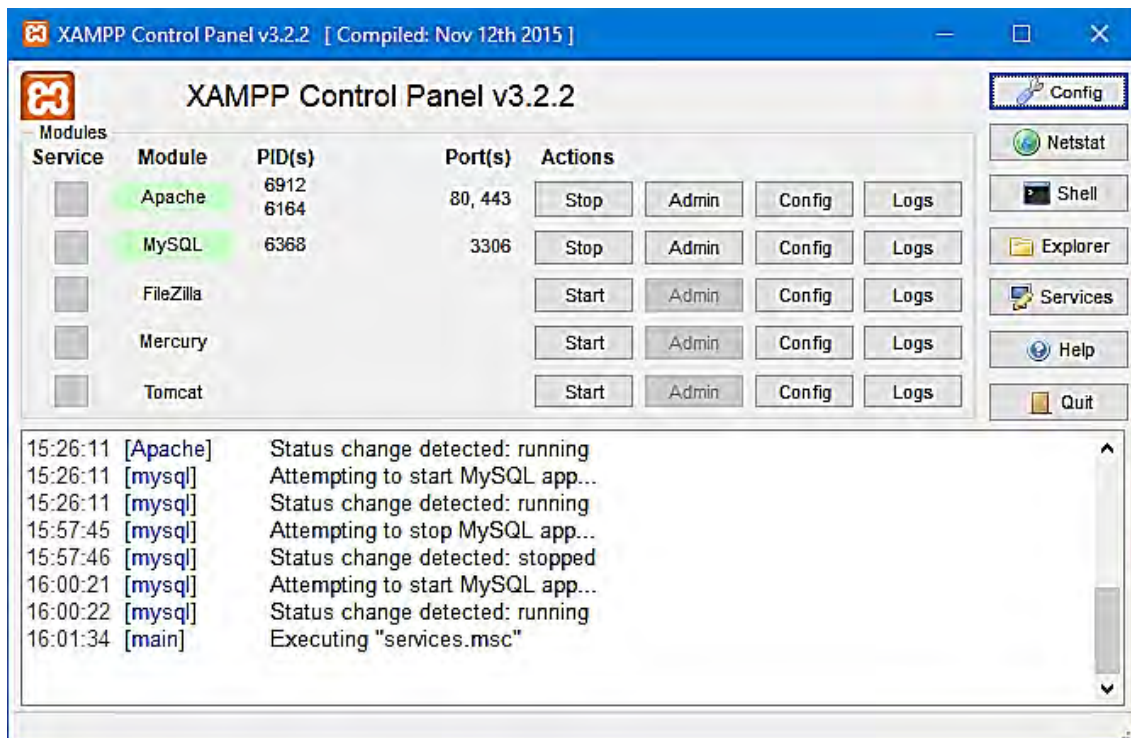 XAMPP Control Panel v3.2.2 [ Compiled: Nov 12th 2015 ]
XAMPP Control Panel v3.2.2
Config
Modules
Service Module PID(s) Port(s) Actions
Netstat
Apache 6912 6164 80, 443 Stop Admin Config Logs
Shell
MySQL 6368 3306 Stop Admin Config Logs
Explorer
FileZilla Start Admin Config Logs
Services
Mercury Start Admin Config Logs
Help
Tomcat Start Admin Config Logs
Quit
15:26:11 [Apache] Status change detected: running
15:26:11 [mysql] Attempting to start MySQL app...
15:26:11 [mysql] Status change detected: running
15:57:45 [mysql] Attempting to stop MySQL app...
15:57:46 [mysql] Status change detected: stopped
16:00:21 [mysql] Attempting to start MySQL app...
16:00:22 [mysql] Status change detected: running
16:01:34 [main] Executing "services.msc"